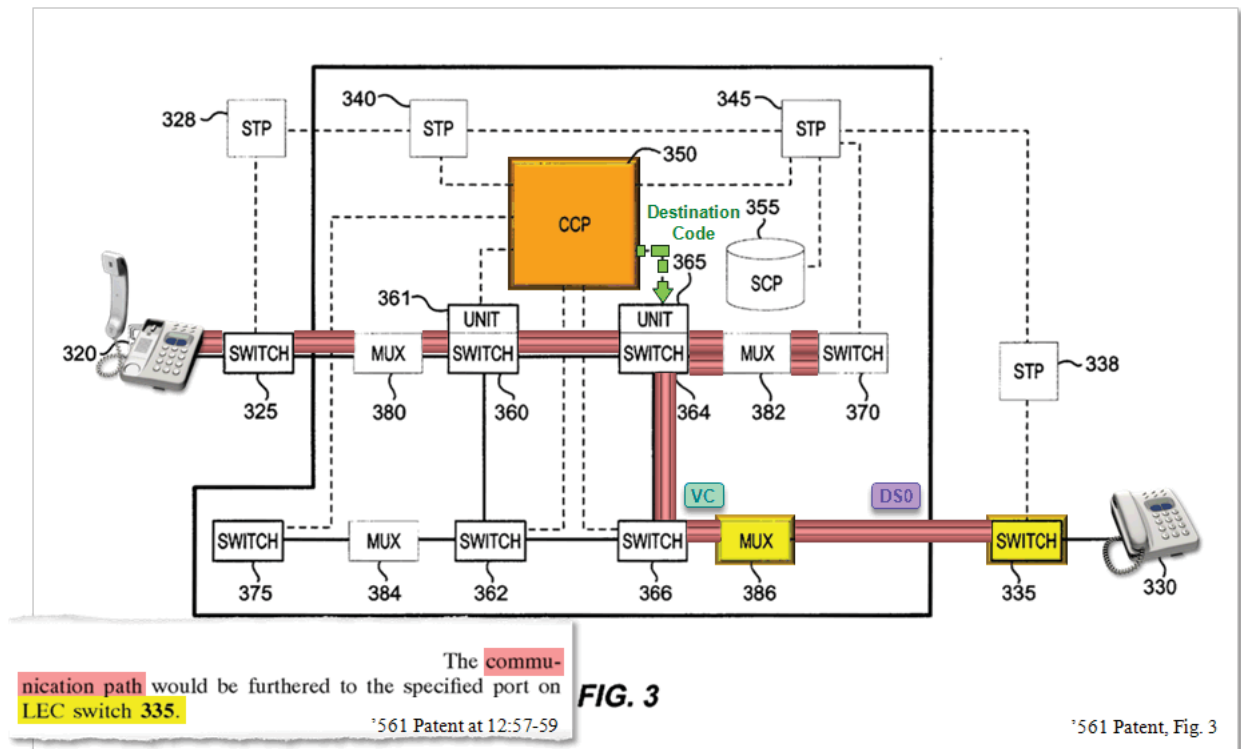 328
STP
340
STP
345
STP
350
CCP
Destination
Code
355
SCP
365
361
UNIT
UNIT
320
SWITCH
MUX
SWITCH
SWITCH
MUX
SWITCH
STP
338
325
380
360
364
382
370
VC
DS0
SWITCH
MUX
SWITCH
SWITCH
MUX
SWITCH
375
384
362
366
386
335
330
The commu-
nication path would be furthered to the specified port on
LEC switch 335.
’561 Patent at 12:57-59
FIG. 3
’561 Patent, Fig. 3